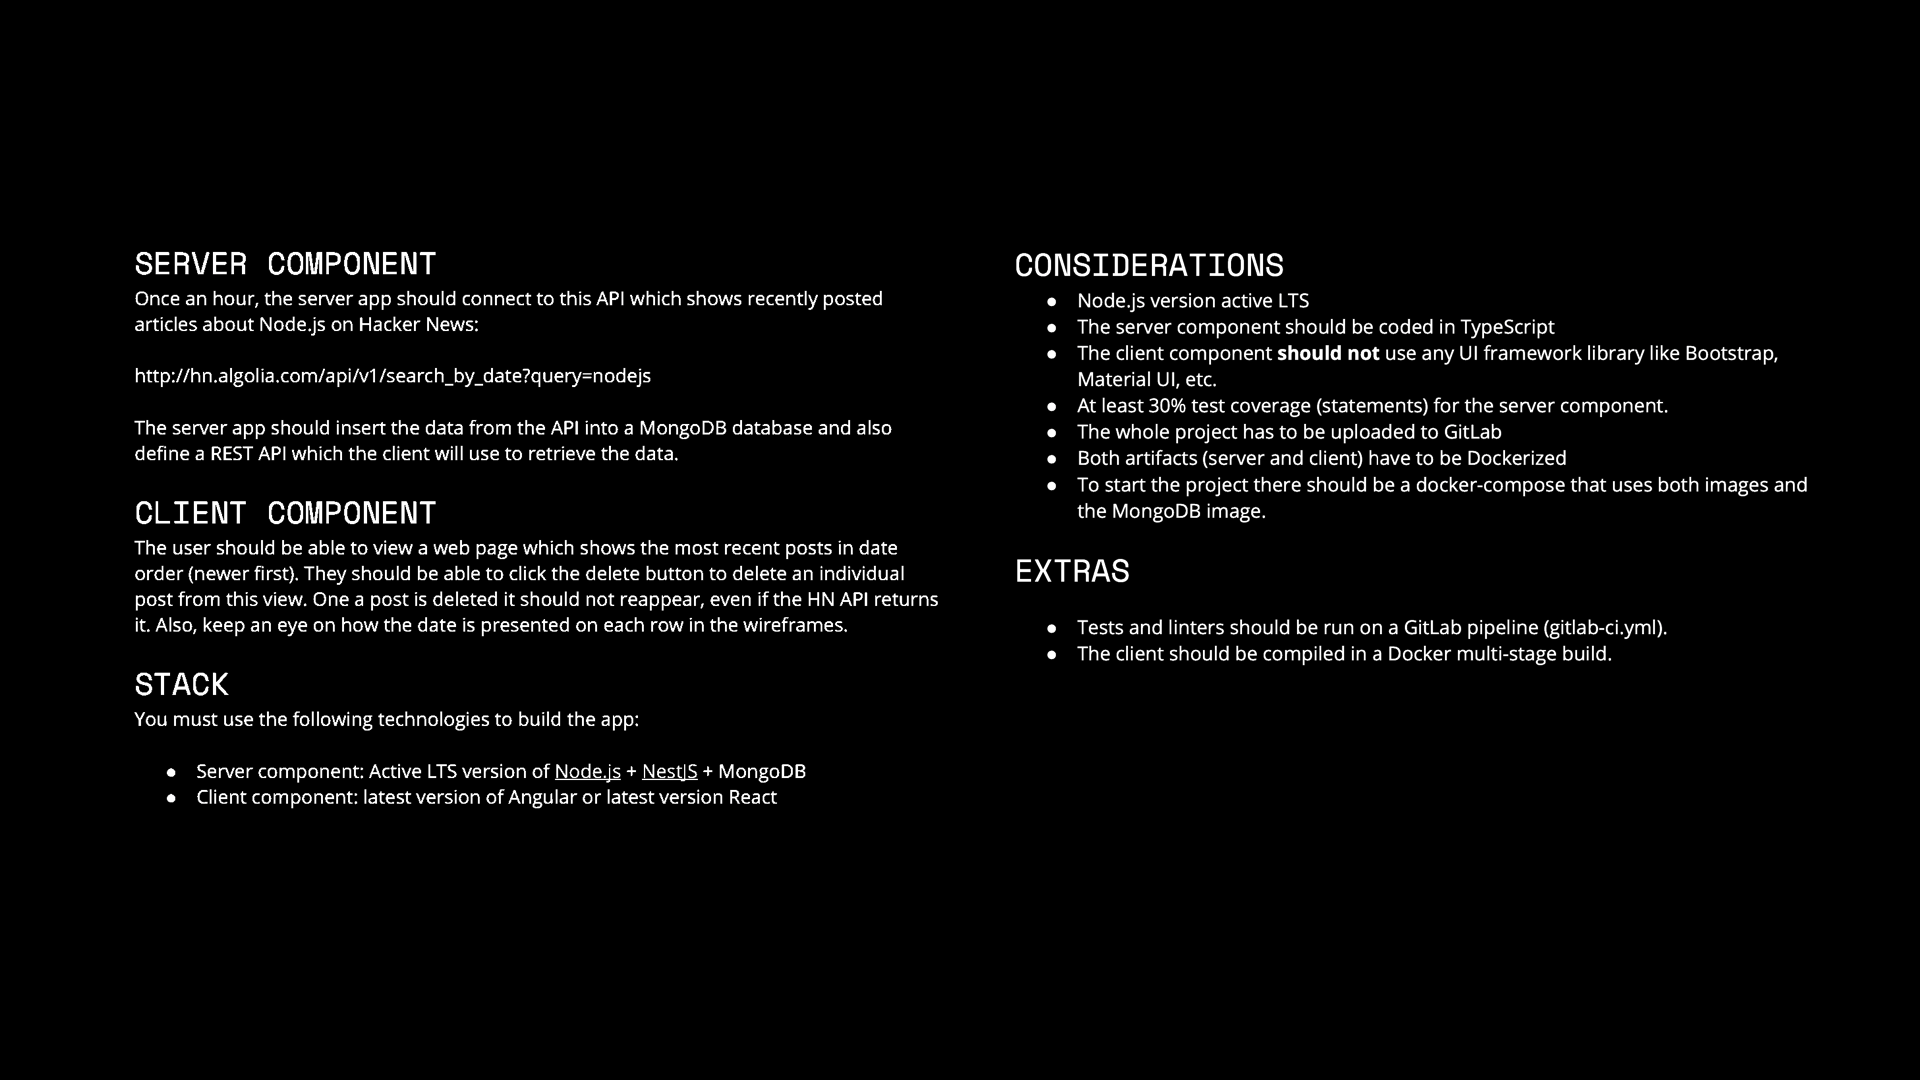 SERVER COMPONENT
Once an hour, the server app should connect to this API which shows recently posted
articles about Node.js on Hacker News:
http://hn.algolia.com/api/v1/search_by_date?query=nodejs
The server app should insert the data from the API into a MongoDB database and also
define a REST API which the client will use to retrieve the data.
CLIENT COMPONENT
The user should be able to view a web page which shows the most recent posts in date
order (newer first). They should be able to click the delete button to delete an individual
post from this view. One a post is deleted it should not reappear, even if the HN API returns
it. Also, keep an eye on how the date is presented on each row in the wireframes.
STACK
You must use the following technologies to build the app:
● Server component: Active LTS version of Node.js + NestJS + MongoDB
● Client component: latest version of Angular or latest version React
CONSIDERATIONS
● Node.js version active LTS
● The server component should be coded in TypeScript
● The client component should not use any UI framework library like Bootstrap,
Material UI, etc.
● At least 30% test coverage (statements) for the server component.
● The whole project has to be uploaded to GitLab
● Both artifacts (server and client) have to be Dockerized
● To start the project there should be a docker-compose that uses both images and
the MongoDB image.
EXTRAS
● Tests and linters should be run on a GitLab pipeline (gitlab-ci.yml).
● The client should be compiled in a Docker multi-stage build.